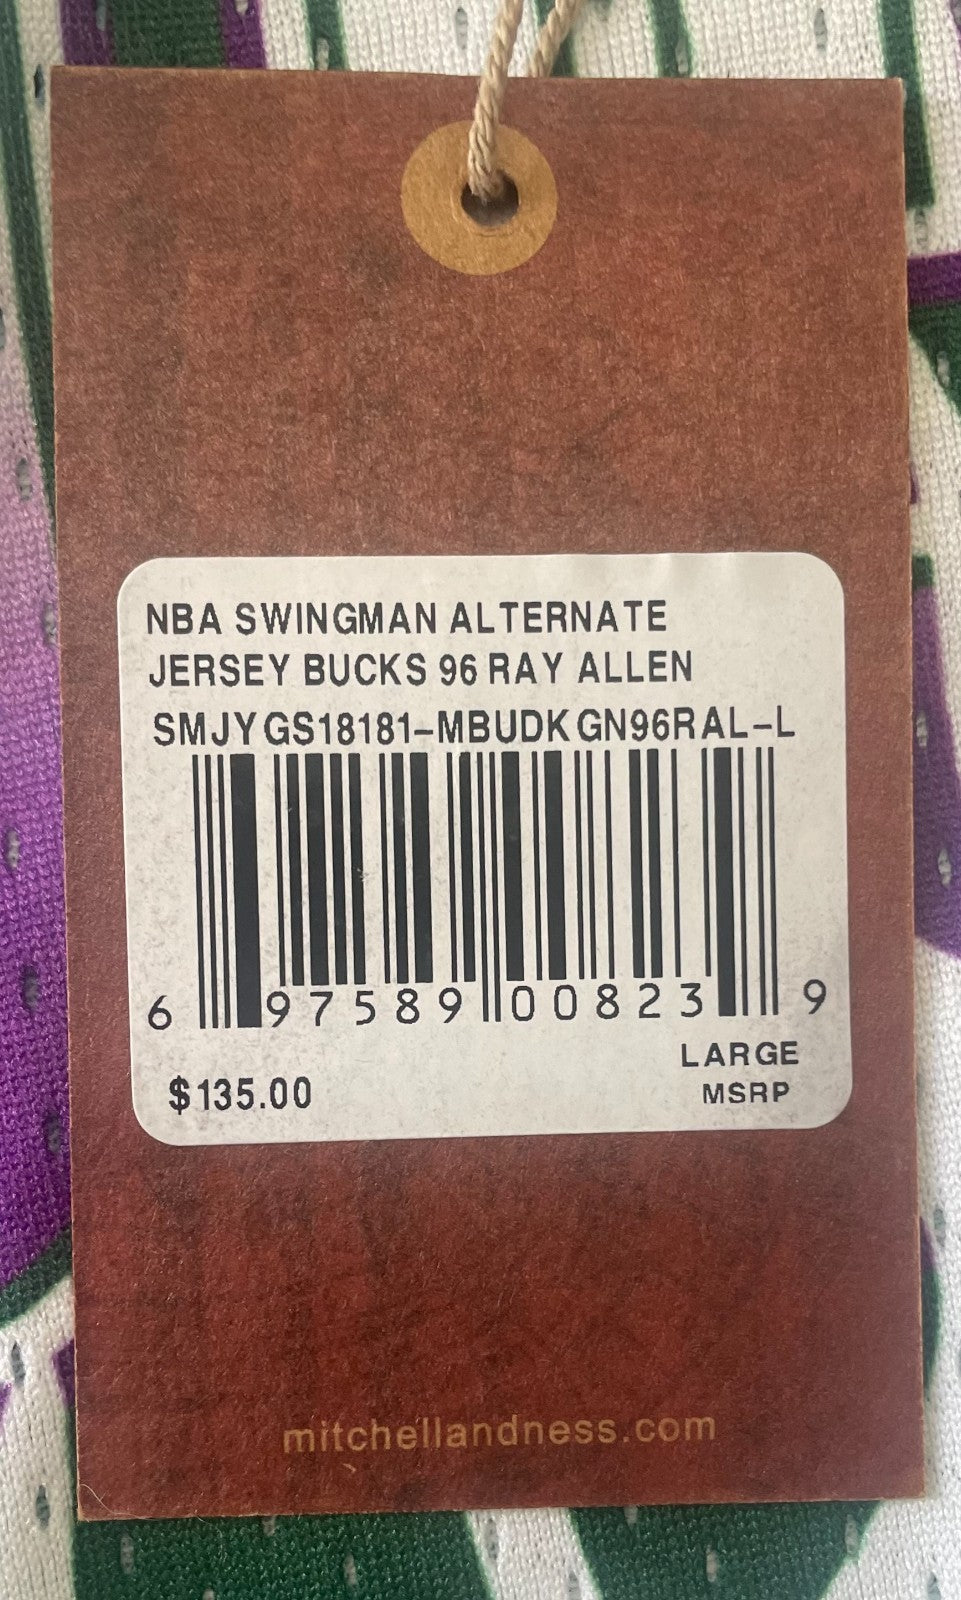 NBA SWINGMAN ALTERNATE
JERSEY BUCKS 96 RAY ALLEN
SMJYGS18181-MBUDKGN96RAL-L
6 97589 00823 9
LARGE
$135.00 MSRP
mitchellandness.com